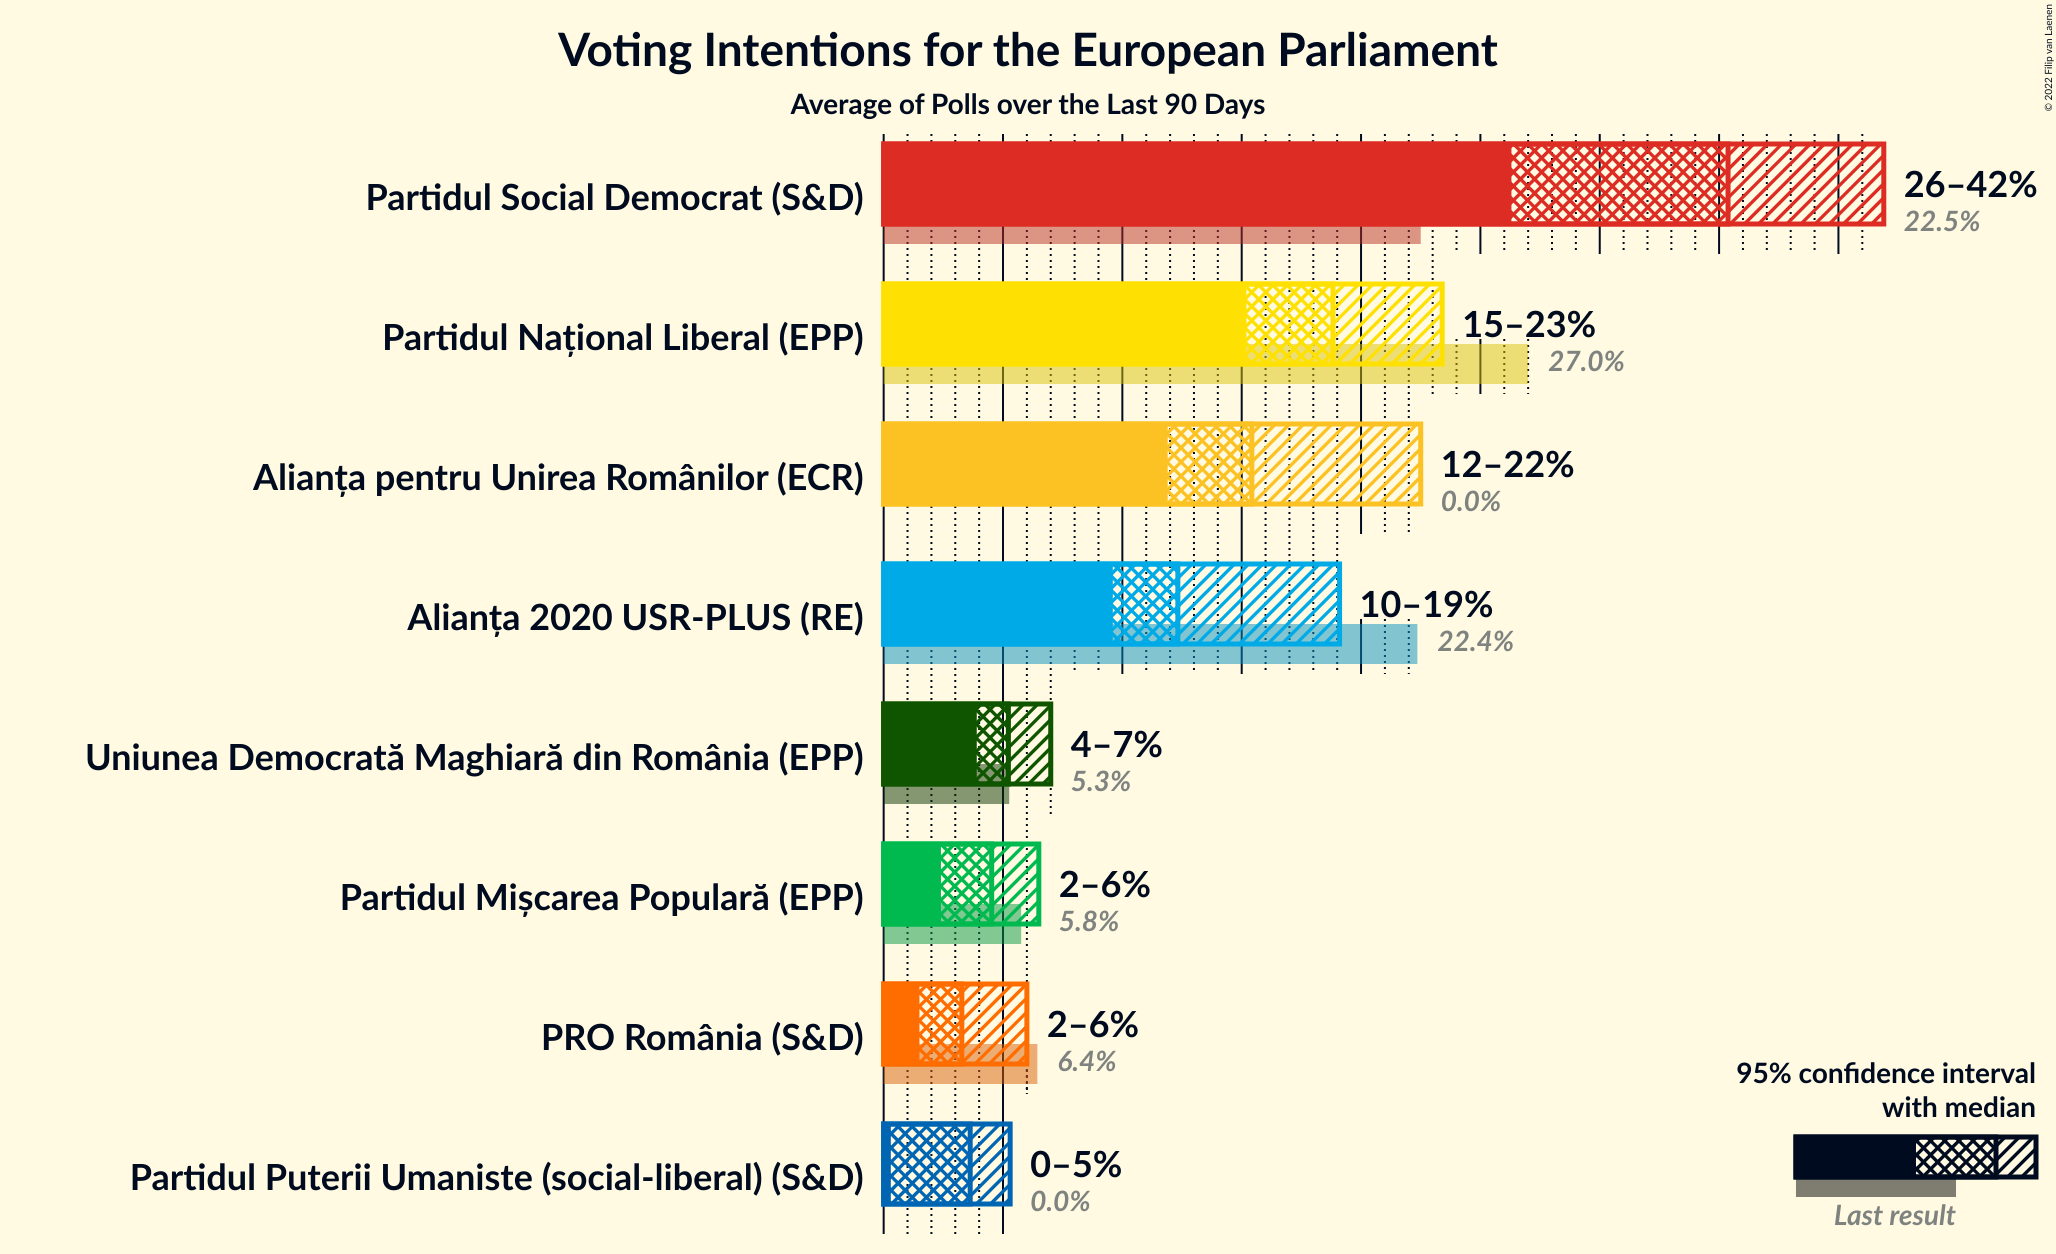 Voting Intentions for the European Parliament
Average of Polls over the Last 90 Days
© 2022 Filip van Laenen
Partidul Social Democrat (S&D)
26–42%
22.5%
Partidul Național Liberal (EPP)
15–23%
27.0%
Alianța pentru Unirea Românilor (ECR)
12–22%
0.0%
Alianța 2020 USR-PLUS (RE)
10–19%
22.4%
Uniunea Democrată Maghiară din România (EPP)
4–7%
5.3%
Partidul Mișcarea Populară (EPP)
2–6%
5.8%
PRO România (S&D)
2–6%
6.4%
Partidul Puterii Umaniste (social-liberal) (S&D)
0–5%
0.0%
95% confidence interval
with median
Last result